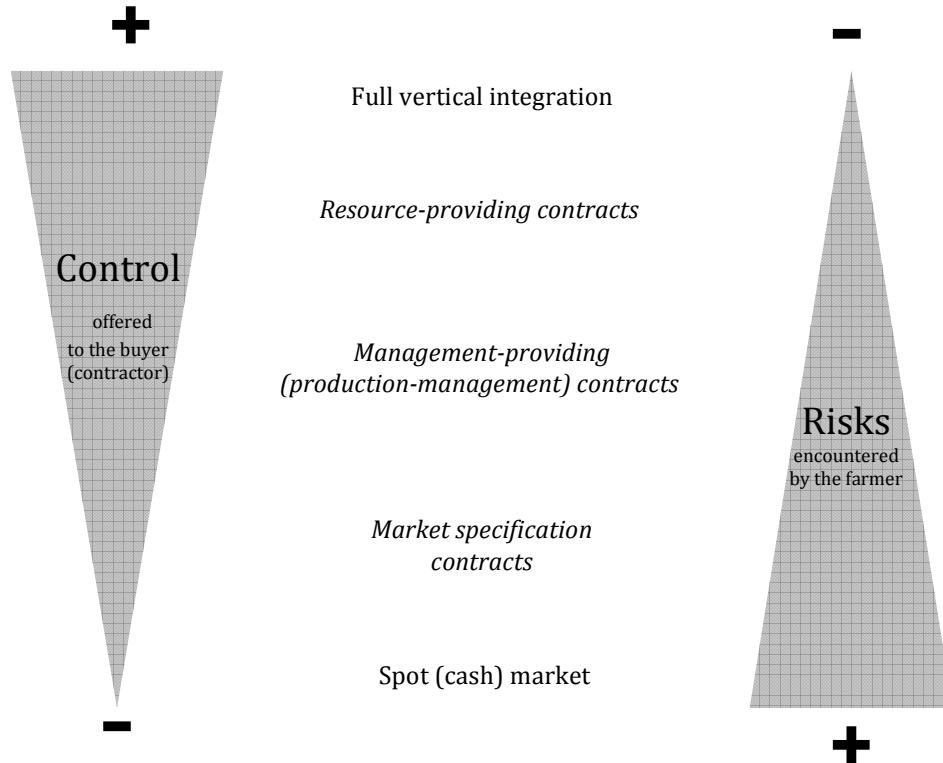 +
–
Full vertical integration
Resource-providing contracts
Control
offered
to the buyer
(contractor)
Management-providing
(production-management) contracts
Risks
encountered
by the farmer
Market specification
contracts
Spot (cash) market
–
+